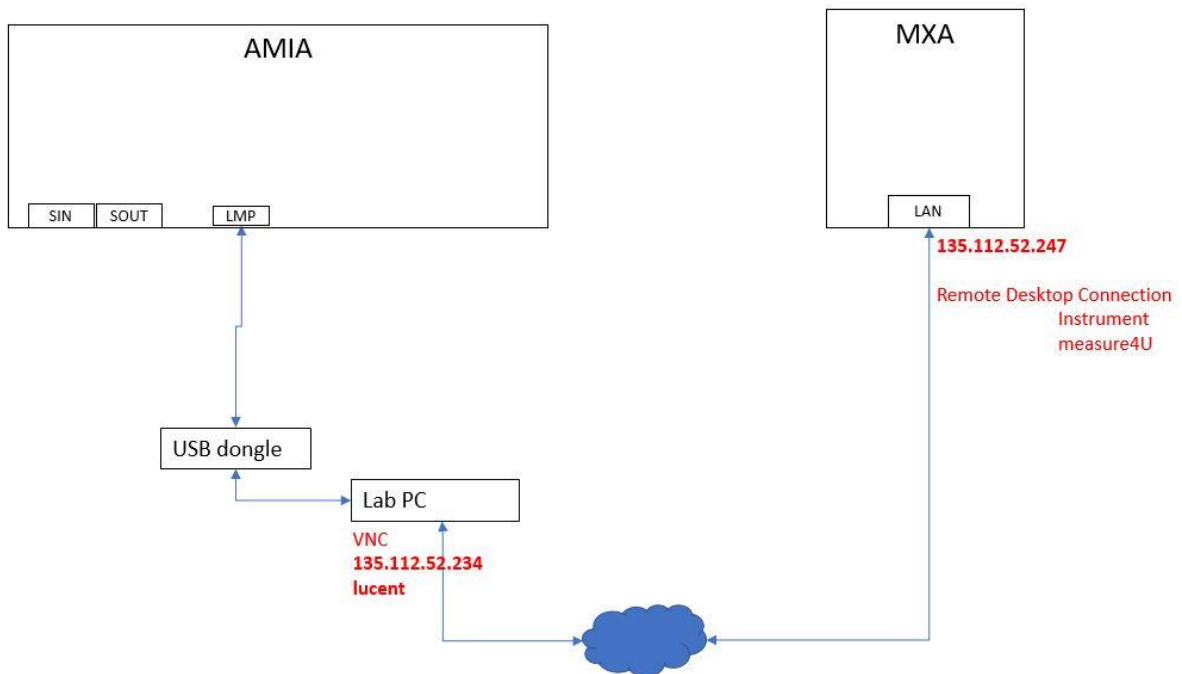 AMIA
SIN
SOUT
LMP
MXA
LAN
135.112.52.247
Remote Desktop Connection
Instrument
measure4U
USB dongle
Lab PC
VNC
135.112.52.234
lucent